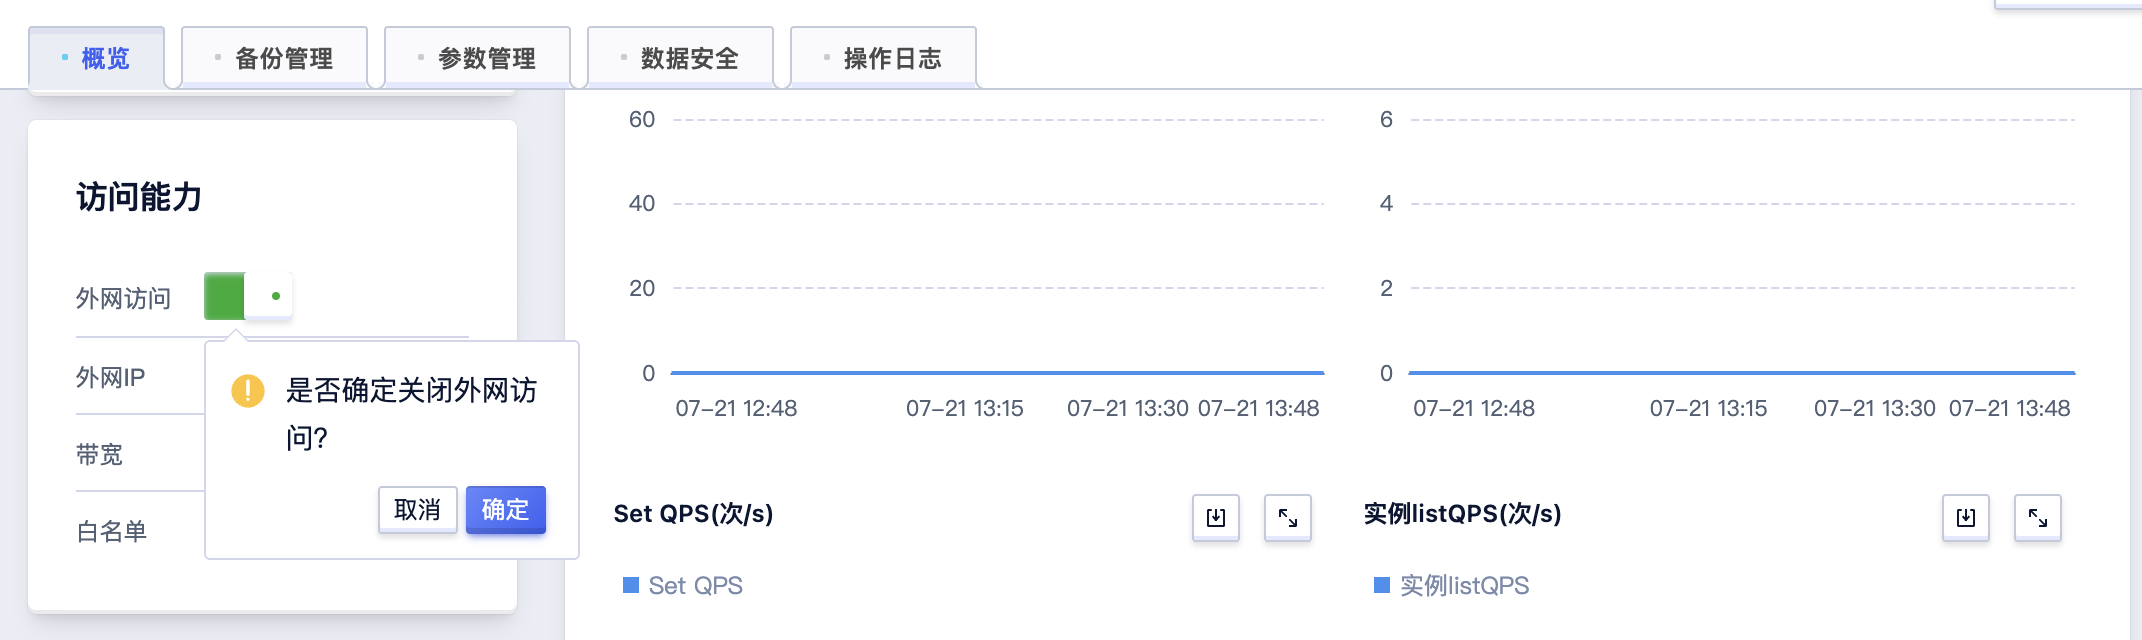 概览
备份管理
参数管理
数据安全
操作日志
访问能力
外网访问
外网IP
带宽
白名单
是否确定关闭外网访
问?
取消
确定
60
40
20
0
07-21 12:48
07-21 13:15
07-21 13:30
07-21 13:48
6
4
2
0
07-21 12:48
07-21 13:15
07-21 13:30
07-21 13:48
Set QPS(次/s)
Set QPS
实例listQPS(次/s)
实例listQPS